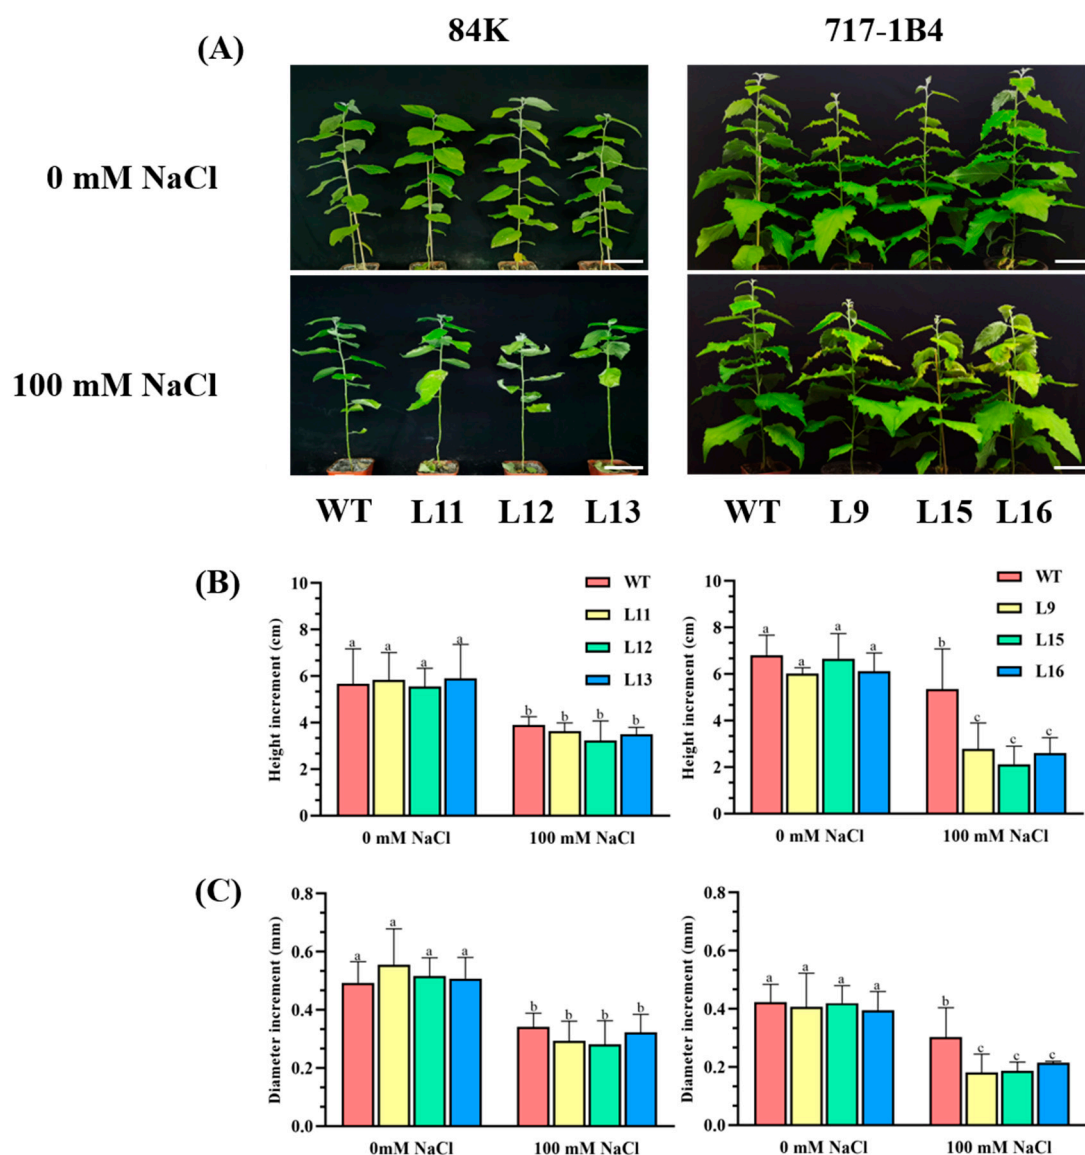 84K 717-1B4
(A)
0 mM NaCl
100 mM NaCl
WT L11 L12 L13 WT L9 L15 L16
(B)
Height increment (cm)
10
8
6
4
2
0
a a a a b b b b
WT
L11
L12
L13
0 mM NaCl 100 mM NaCl
Height increment (cm)
10
8
6
4
2
0
a a a a b c c c
WT
L9
L15
L16
0 mM NaCl 100 mM NaCl
(C)
Diameter increment (mm)
0.8
0.6
0.4
0.2
0.0
a a a a b b b b
0mM NaCl 100 mM NaCl
Diameter increment (mm)
0.8
0.6
0.4
0.2
0.0
a a a a b c c c
0 mM NaCl 100 mM NaCl